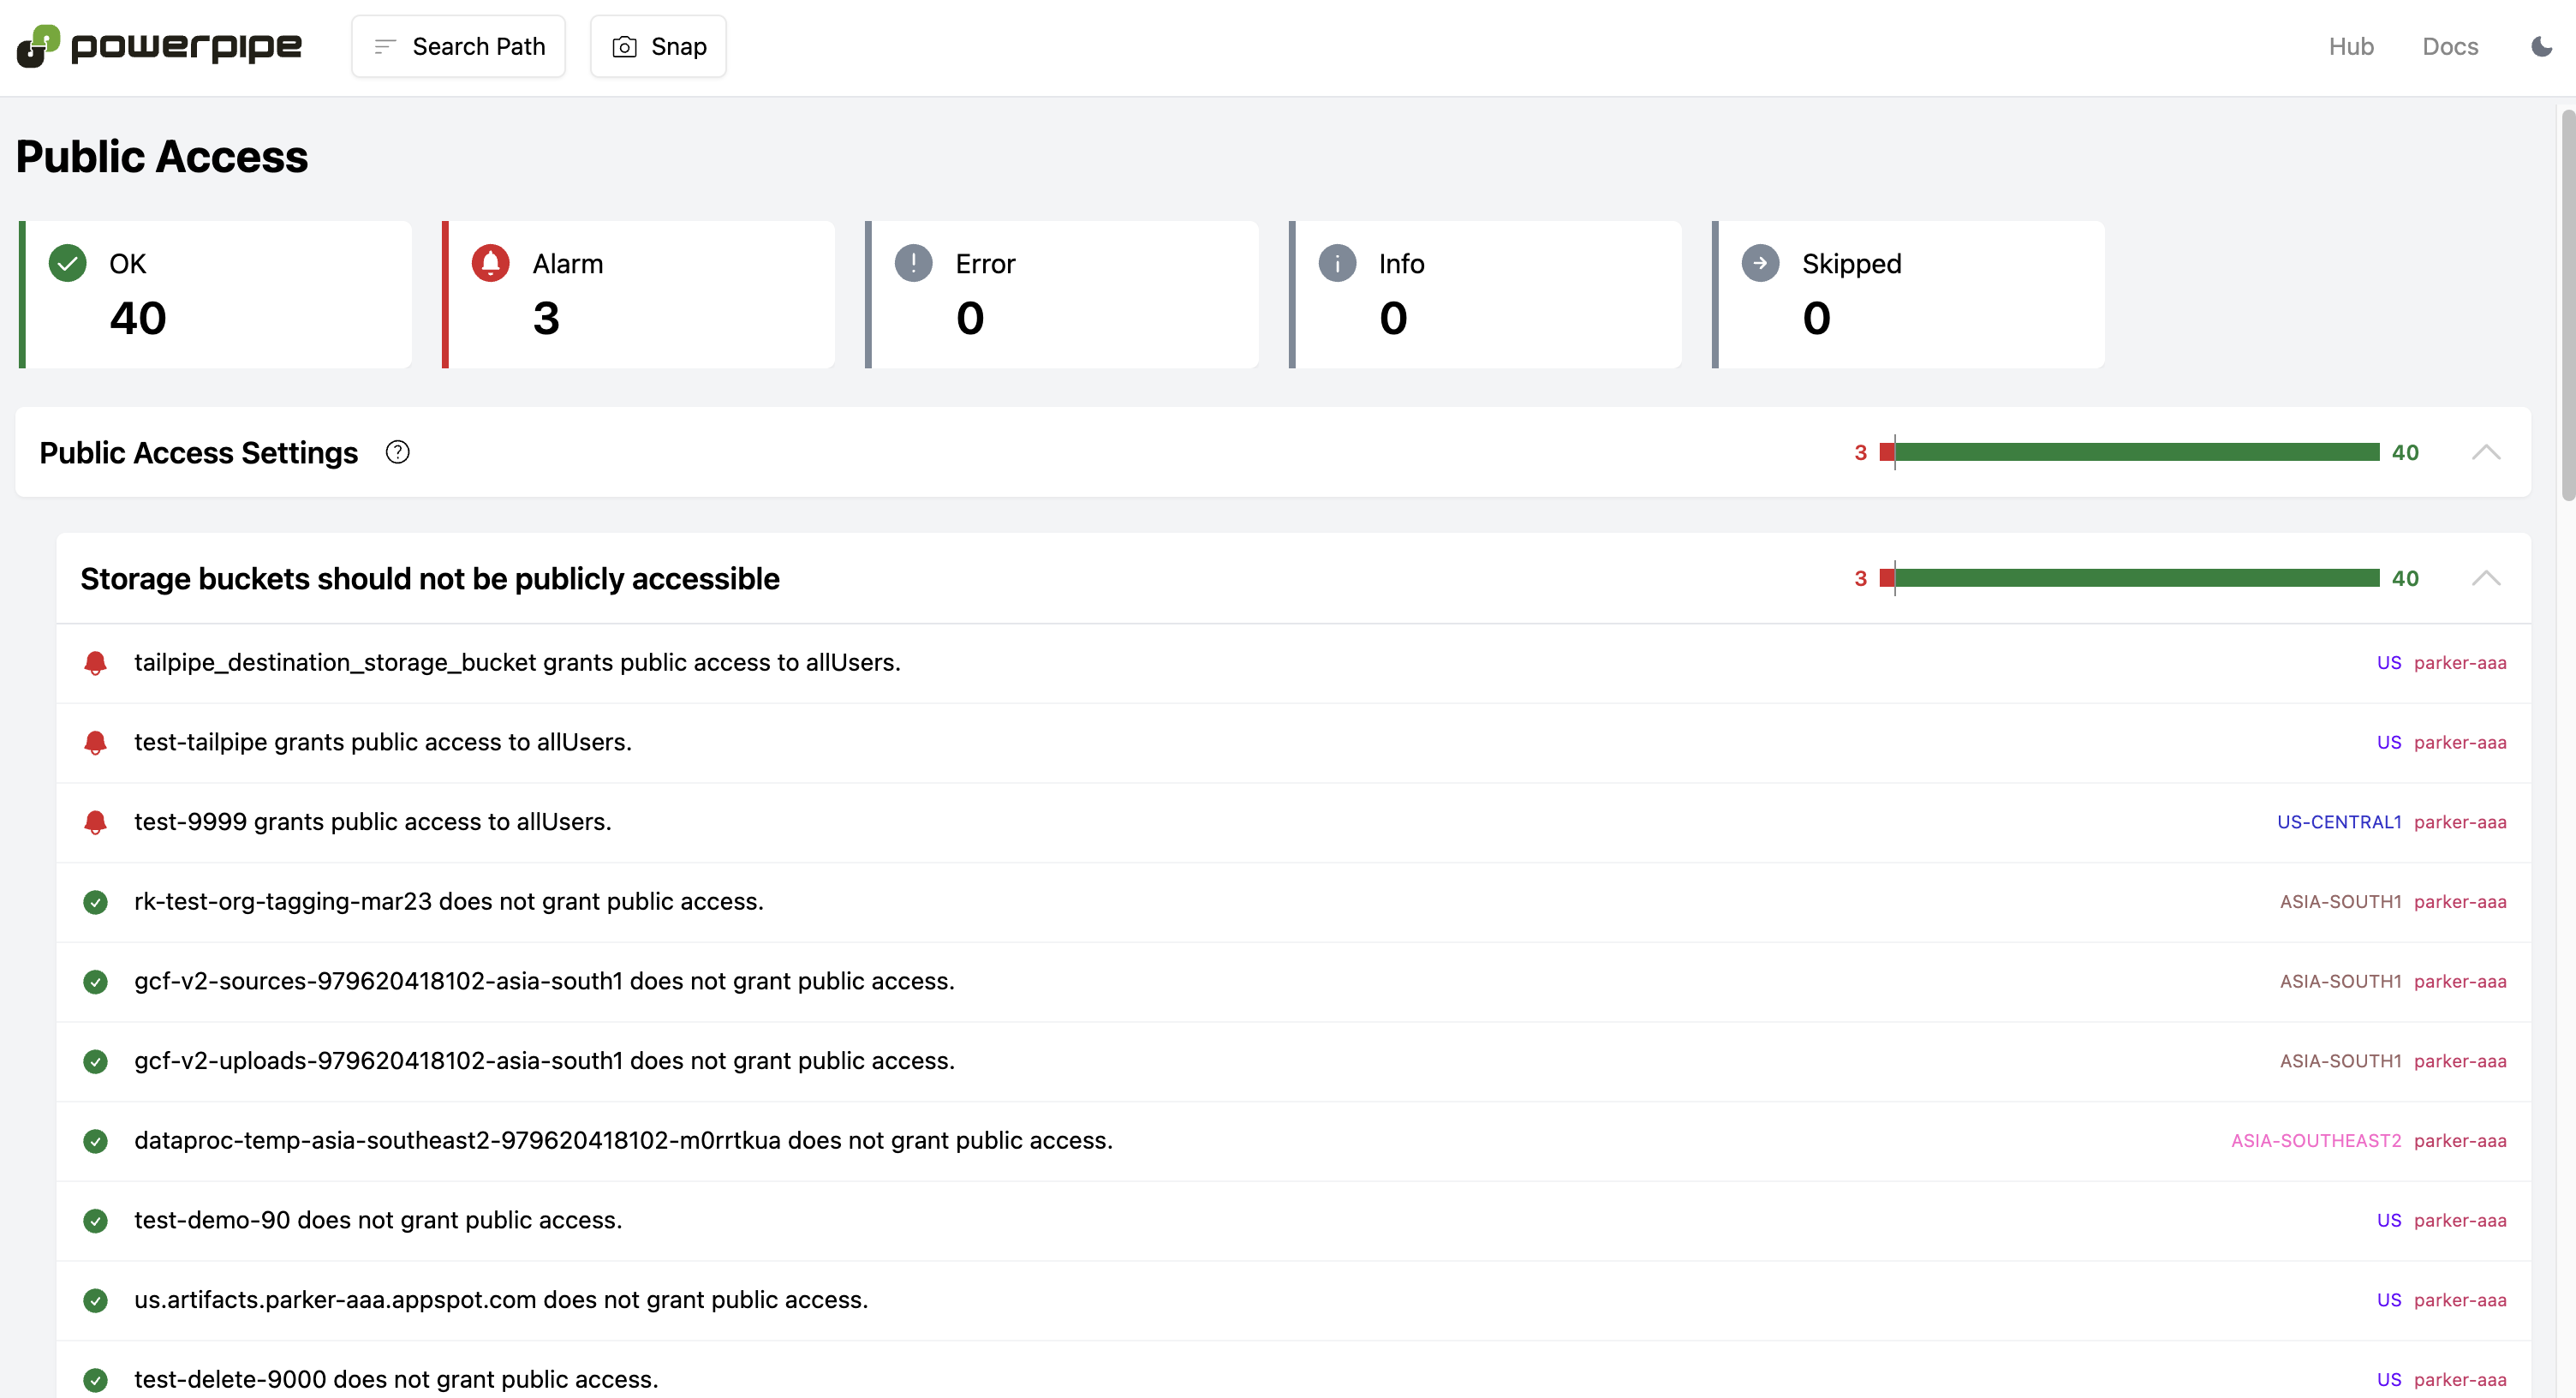 powerpipe Search Path Snap Hub Docs
Public Access
OK Alarm Error Info Skipped
40 3 0 0 0
Public Access Settings ? 3 40
Storage buckets should not be publicly accessible 3 40
tailpipe_destination_storage_bucket grants public access to allUsers. US parker-aaa
test-tailpipe grants public access to allUsers. US parker-aaa
test-9999 grants public access to allUsers. US-CENTRAL1 parker-aaa
rk-test-org-tagging-mar23 does not grant public access. ASIA-SOUTH1 parker-aaa
gcf-v2-sources-979620418102-asia-south1 does not grant public access. ASIA-SOUTH1 parker-aaa
gcf-v2-uploads-979620418102-asia-south1 does not grant public access. ASIA-SOUTH1 parker-aaa
dataproc-temp-asia-southeast2-979620418102-m0rrtkua does not grant public access. ASIA-SOUTHEAST2 parker-aaa
test-demo-90 does not grant public access. US parker-aaa
us.artifacts.parker-aaa.appspot.com does not grant public access. US parker-aaa
test-delete-9000 does not grant public access. US parker-aaa